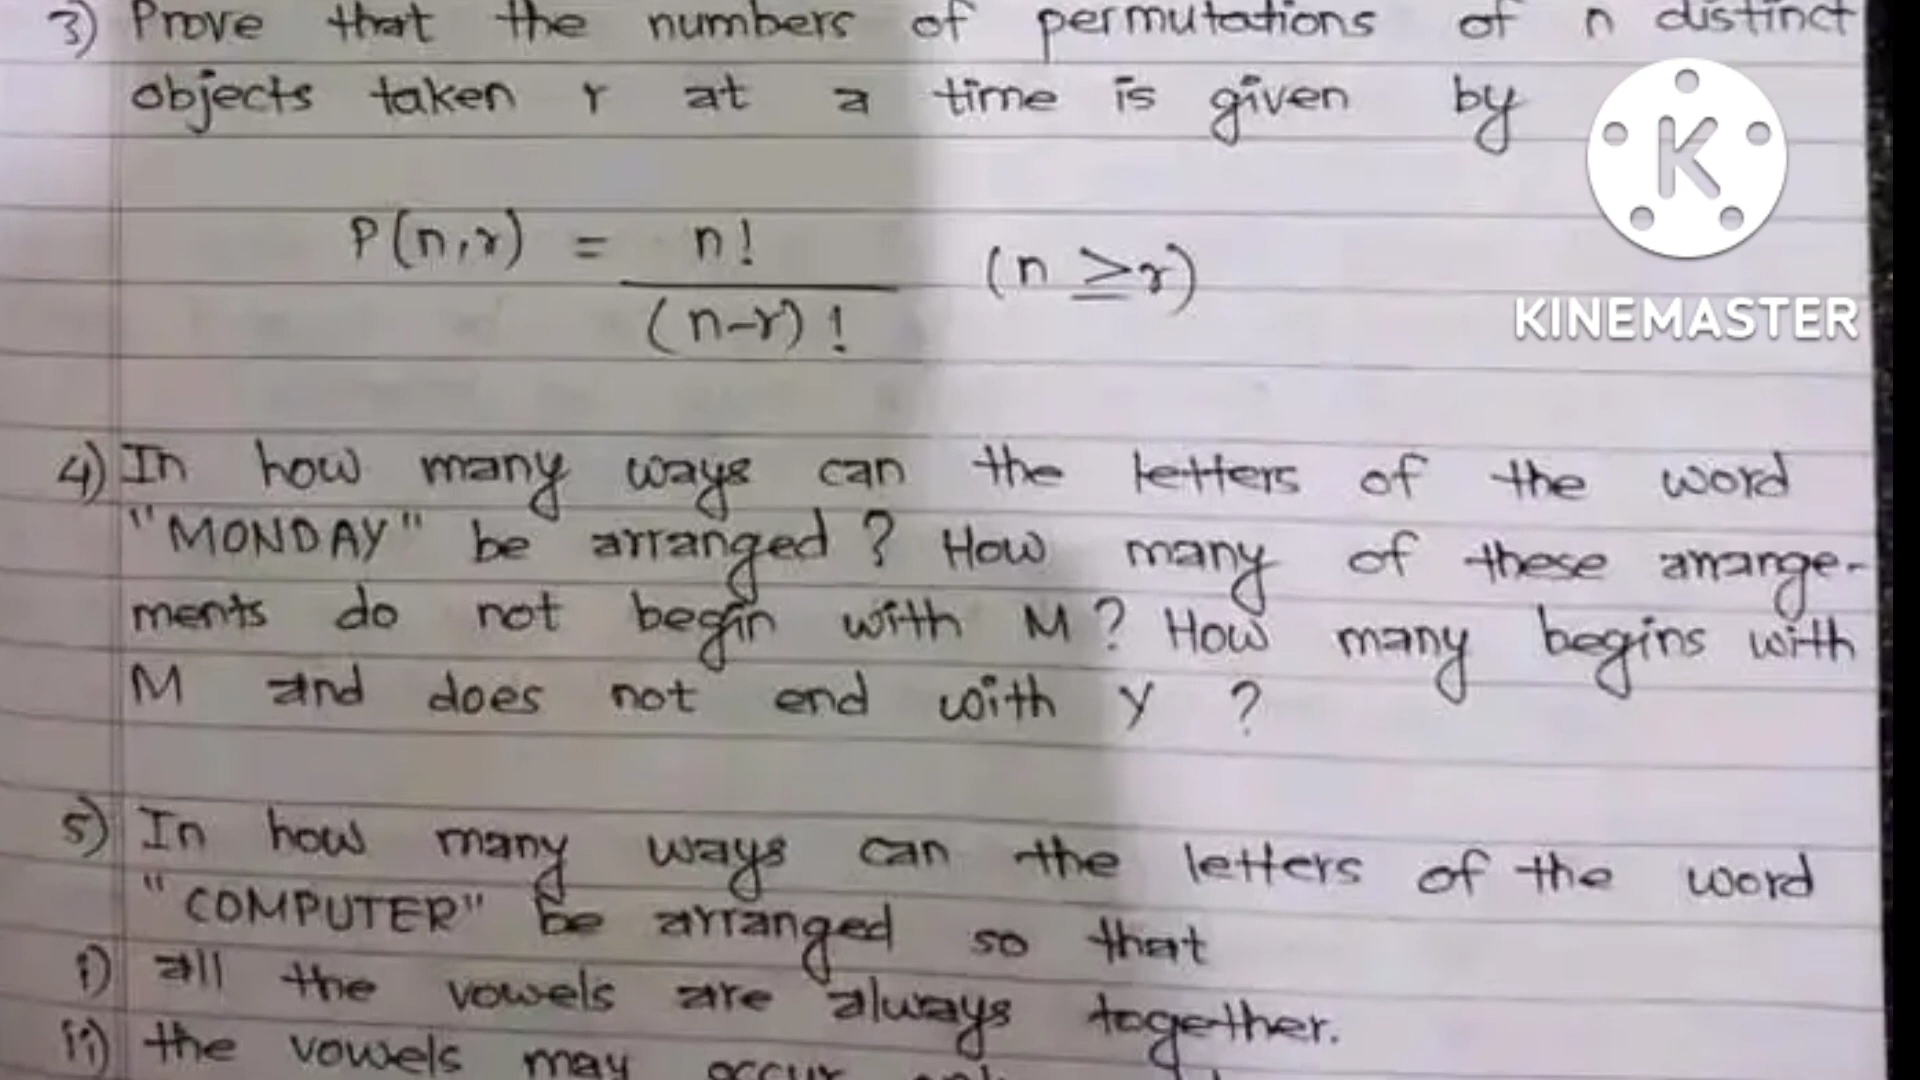 3) Prove that the numbers of permutations of n distinct
objects taken r at a time is given by
P(n,r) = n! / (n-r)! (n ≥ r)
K
KINEMASTER
4) In how many ways can the letters of the word
"MONDAY" be arranged? How many of these arrange-
ments do not begin with M? How many begins with
M and does not end with Y ?
5) In how many ways can the letters of the word
"COMPUTER" be arranged so that
i) all the vowels are always together.
ii) the vowels may occur